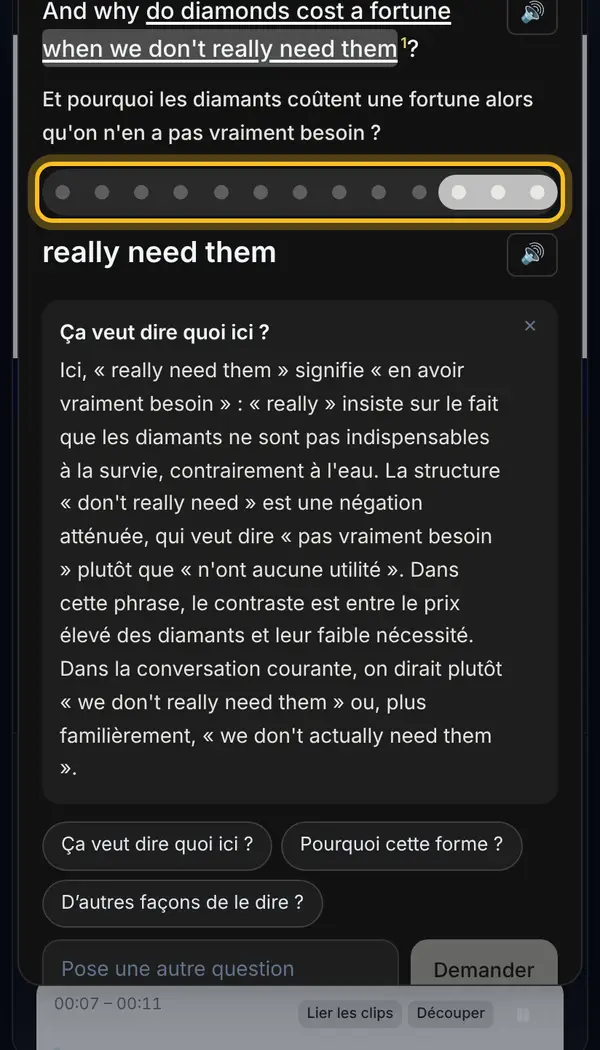 And why do diamonds cost a fortune
when we don't really need them¹?
Et pourquoi les diamants coûtent une fortune alors
qu'on n'en a pas vraiment besoin ?
really need them
Ça veut dire quoi ici ?
×
Ici, « really need them » signifie « en avoir
vraiment besoin » : « really » insiste sur le fait
que les diamants ne sont pas indispensables
à la survie, contrairement à l'eau. La structure
« don't really need » est une négation
atténuée, qui veut dire « pas vraiment besoin
» plutôt que « n'ont aucune utilité ». Dans
cette phrase, le contraste est entre le prix
élevé des diamants et leur faible nécessité.
Dans la conversation courante, on dirait plutôt
« we don't really need them » ou, plus
familièrement, « we don't actually need them
».
Ça veut dire quoi ici ?
Pourquoi cette forme ?
D’autres façons de le dire ?
Pose une autre question
Demander
00:07 – 00:11
Lier les clips
Découper